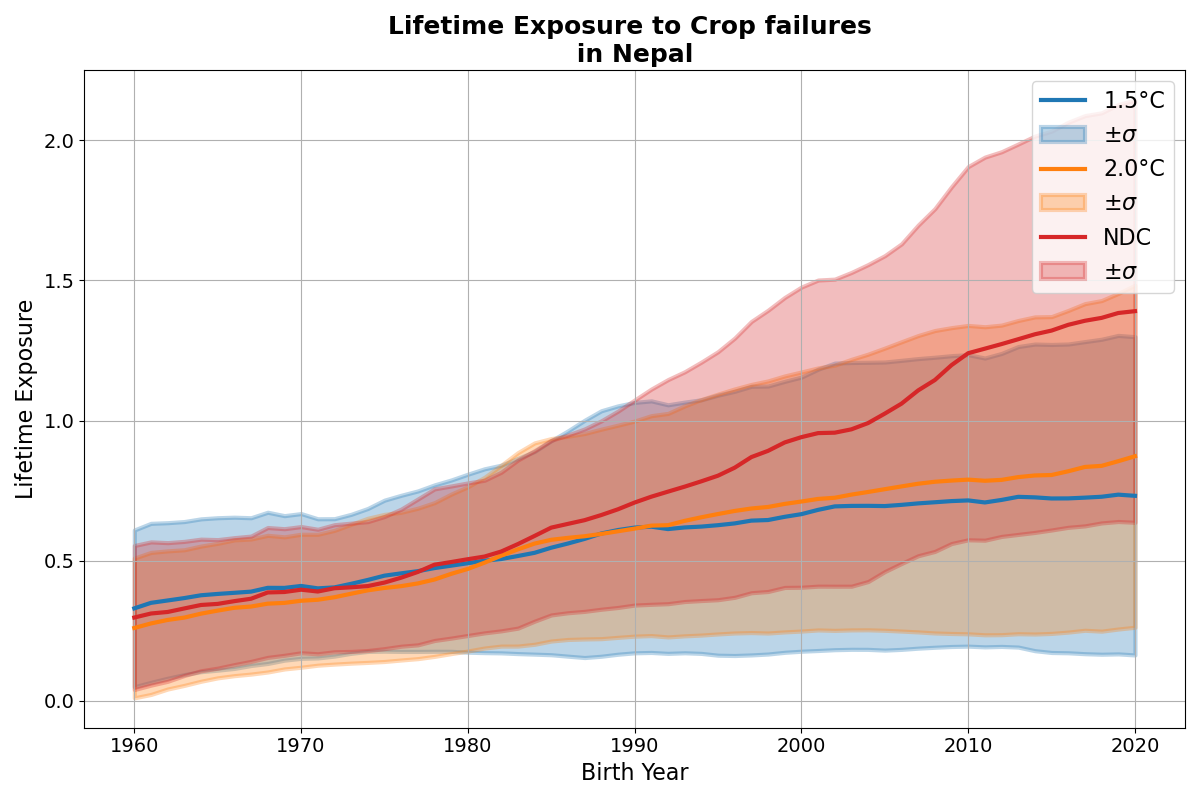 Lifetime Exposure to Crop failures
in Nepal
1.5°C
±σ
2.0°C
±σ
NDC
±σ
Lifetime Exposure
2.0
1.5
1.0
0.5
0.0
1960 1970 1980 1990 2000 2010 2020
Birth Year